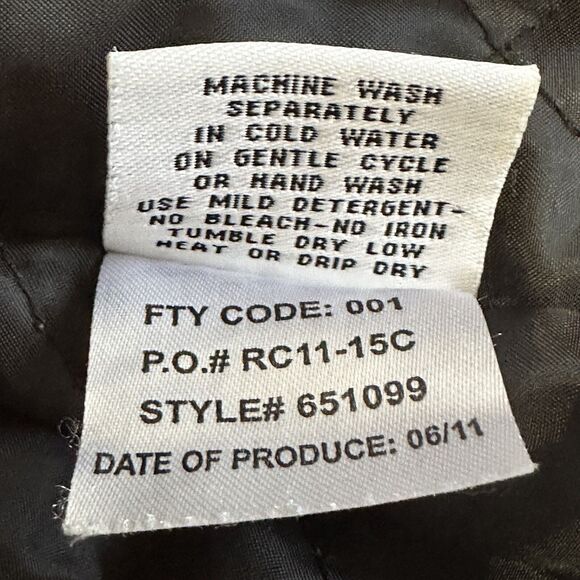 MACHINE WASH
SEPARATELY
IN COLD WATER
ON GENTLE CYCLE
OR HAND WASH
USE MILD DETERGENT-
NO BLEACH-NO IRON
TUMBLE DRY LOW
HEAT OR DRIP DRY
FTY CODE: 001
P.O.# RC11-15C
STYLE# 651099
DATE OF PRODUCE: 06/11